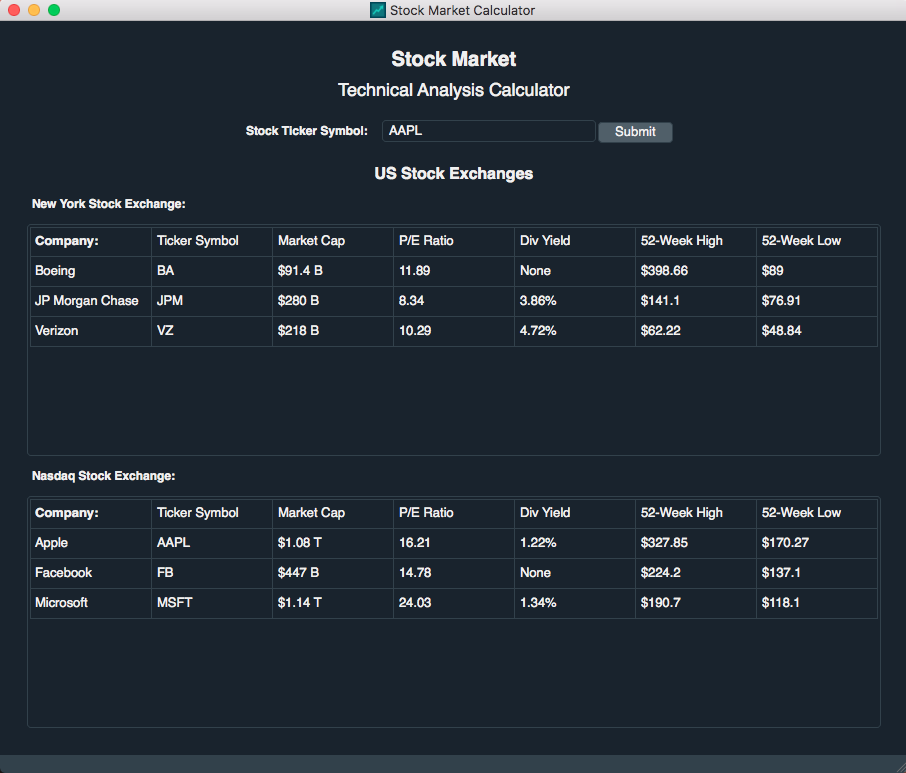 Stock Market Calculator
Stock Market
Technical Analysis Calculator
Stock Ticker Symbol: AAPL Submit
US Stock Exchanges
New York Stock Exchange:
Company: Ticker Symbol Market Cap P/E Ratio Div Yield 52-Week High 52-Week Low
Boeing BA $91.4 B 11.89 None $398.66 $89
JP Morgan Chase JPM $280 B 8.34 3.86% $141.1 $76.91
Verizon VZ $218 B 10.29 4.72% $62.22 $48.84
Nasdaq Stock Exchange:
Company: Ticker Symbol Market Cap P/E Ratio Div Yield 52-Week High 52-Week Low
Apple AAPL $1.08 T 16.21 1.22% $327.85 $170.27
Facebook FB $447 B 14.78 None $224.2 $137.1
Microsoft MSFT $1.14 T 24.03 1.34% $190.7 $118.1